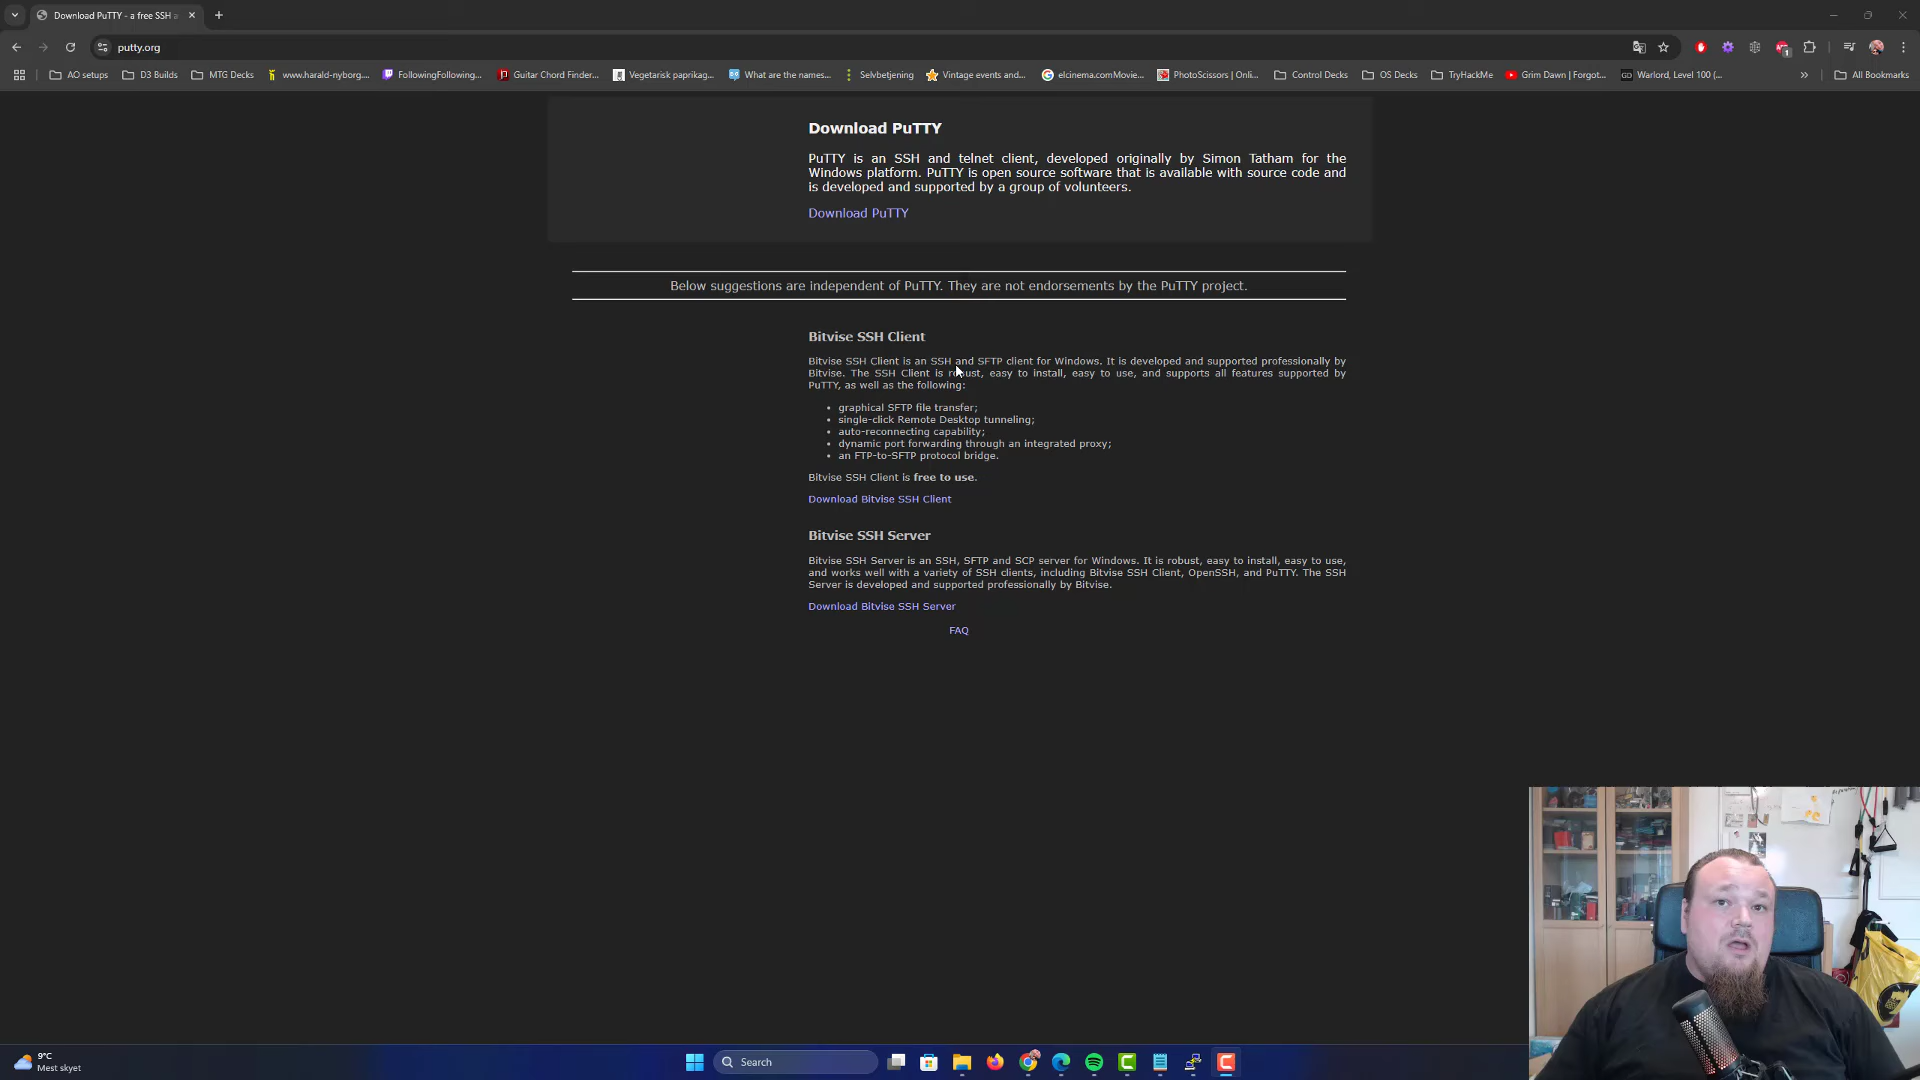 Download PuTTY - a free SSH a
putty.org
AO setups
D3 Builds
MTG Decks
www.harald-nyborg....
FollowingFollowing...
Guitar Chord Finder...
Vegetarisk paprikag...
What are the names...
Selvbetjening
Vintage events and...
elcinema.comMovie...
PhotoScissors | Onli...
Control Decks
OS Decks
TryHackMe
Grim Dawn | Forgot...
Warlord, Level 100 (...
All Bookmarks
Download PuTTY
PuTTY is an SSH and telnet client, developed originally by Simon Tatham for the
Windows platform. PuTTY is open source software that is available with source code and
is developed and supported by a group of volunteers.
Download PuTTY
Below suggestions are independent of PuTTY. They are not endorsements by the PuTTY project.
Bitvise SSH Client
Bitvise SSH Client is an SSH and SFTP client for Windows. It is developed and supported professionally by
Bitvise. The SSH Client is robust, easy to install, easy to use, and supports all features supported by
PuTTY, as well as the following:
• graphical SFTP file transfer;
• single-click Remote Desktop tunneling;
• auto-reconnecting capability;
• dynamic port forwarding through an integrated proxy;
• an FTP-to-SFTP protocol bridge.
Bitvise SSH Client is free to use.
Download Bitvise SSH Client
Bitvise SSH Server
Bitvise SSH Server is an SSH, SFTP and SCP server for Windows. It is robust, easy to install, easy to use,
and works well with a variety of SSH clients, including Bitvise SSH Client, OpenSSH, and PuTTY. The SSH
Server is developed and supported professionally by Bitvise.
Download Bitvise SSH Server
FAQ
9°C
Mest skyet
Search